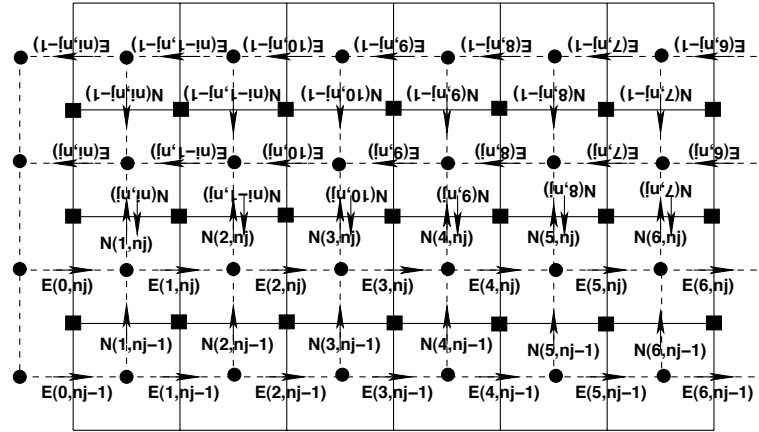 E(ni,nj-1) E(ni-1,nj-1) E(10,nj-1) E(9,nj-1) E(8,nj-1) E(7,nj-1) E(6,nj-1)
N(ni,nj-1) N(ni-1,nj-1) N(10,nj-1) N(9,nj-1) N(8,nj-1) N(7,nj-1)
E(ni,nj) E(ni-1,nj) E(10,nj) E(9,nj) E(8,nj) E(7,nj) E(6,nj)
N(ni,nj) N(ni-1,nj) N(10,nj) N(9,nj) N(8,nj) N(7,nj)
N(1,nj) N(2,nj) N(3,nj) N(4,nj) N(5,nj) N(6,nj)
E(0,nj) E(1,nj) E(2,nj) E(3,nj) E(4,nj) E(5,nj) E(6,nj)
N(1,nj-1) N(2,nj-1) N(3,nj-1) N(4,nj-1) N(5,nj-1) N(6,nj-1)
E(0,nj-1) E(1,nj-1) E(2,nj-1) E(3,nj-1) E(4,nj-1) E(5,nj-1) E(6,nj-1)